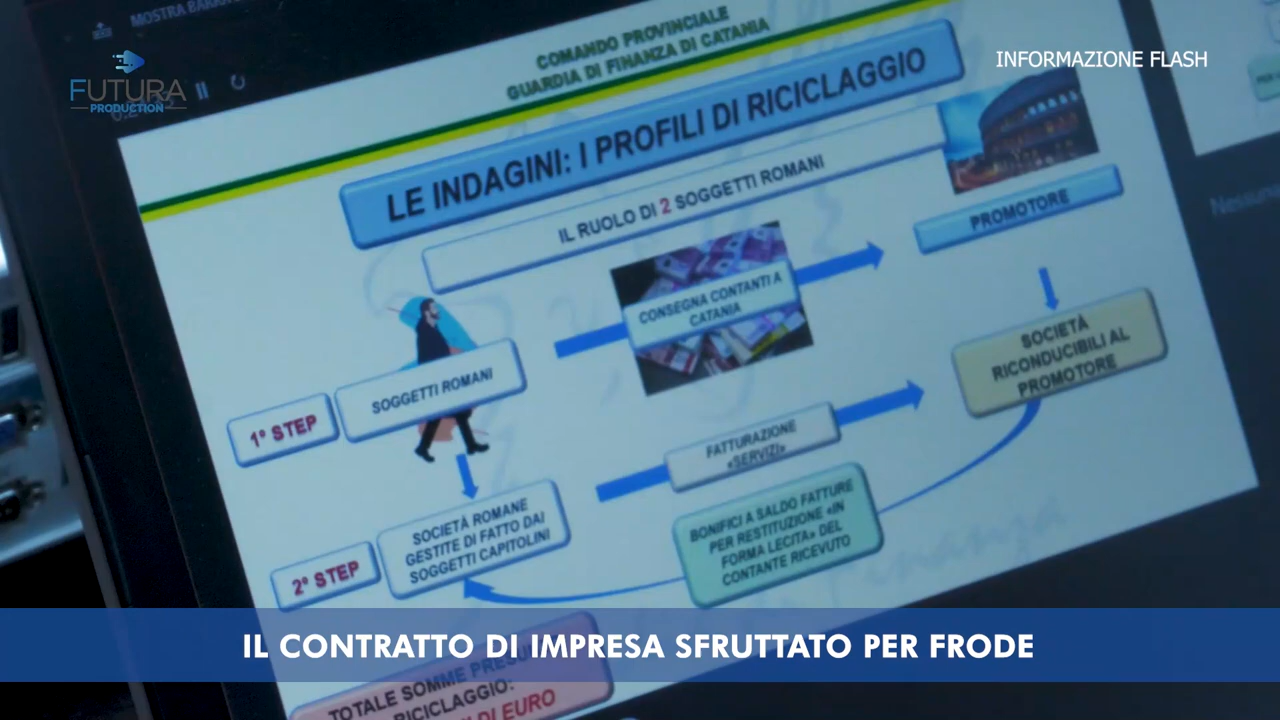 MOSTRA
INFORMAZIONE FLASH
FUTURA
PRODUCTION
COMANDO PROVINCIALE
GUARDIA DI FINANZA DI CATANIA
LE INDAGINI: I PROFILI DI RICICLAGGIO
IL RUOLO DI 2 SOGGETTI ROMANI
PROMOTORE
CONSEGNA CONTANTI A
CATANIA
SOCIETÀ
RICONDUCIBILI AL
PROMOTORE
1° STEP
SOGGETTI ROMANI
FATTURAZIONE
«SERVIZI»
2° STEP
SOCIETÀ ROMANE
GESTITE DI FATTO DAI
SOGGETTI CAPITOLINI
BONIFICI A SALDO FATTURE
PER RESTITUZIONE «IN
FORMA LECITA» DEL
CONTANTE RICEVUTO
TOTALE SOMME
RICICLAGGIO:
DI EURO
IL CONTRATTO DI IMPRESA SFRUTTATO PER FRODE